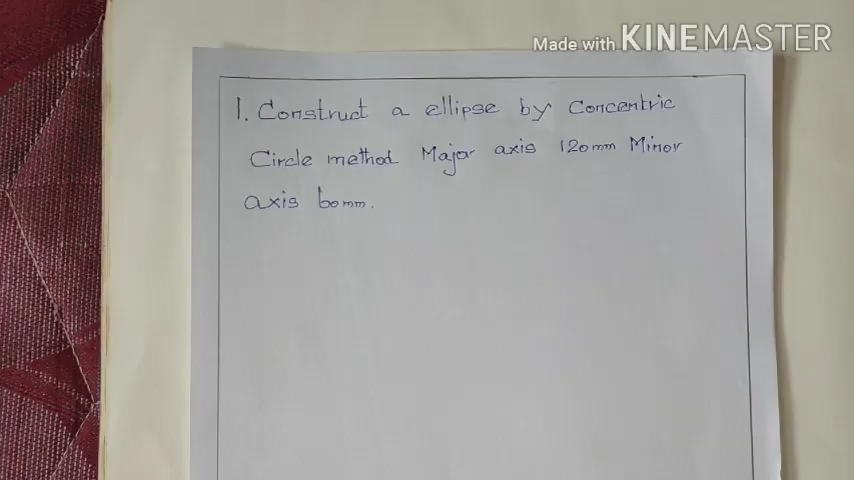 Made with KINEMASTER
1. Construct a ellipse by Concentric
Circle method Major axis 120mm Minor
axis 60mm.